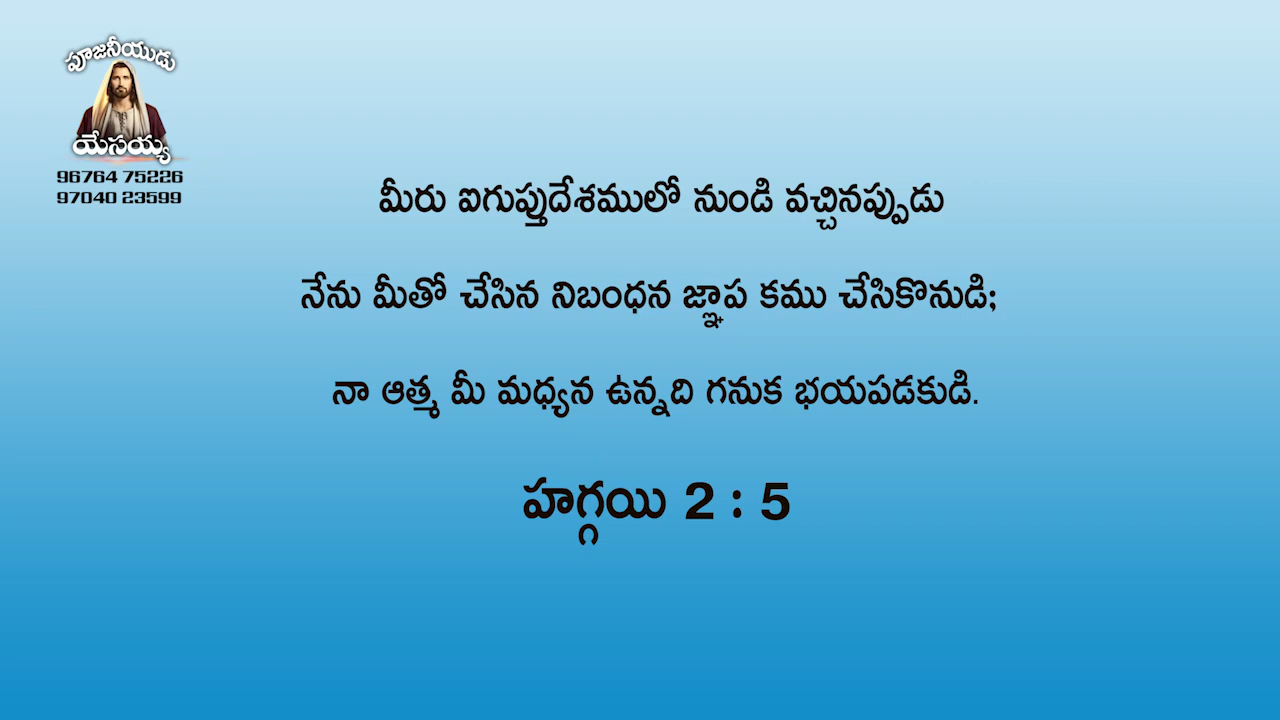 పూజనీయుడు
యేసయ్య
96764 75226
97040 23599
మీరు ఐగుప్తుదేశములో నుండి వచ్చినప్పుడు
నేను మీతో చేసిన నిబంధన జ్ఞాప కము చేసికొనుడి;
నా ఆత్మ మీ మధ్యన ఉన్నది గనుక భయపడకుడి.
హగ్గయి 2 : 5